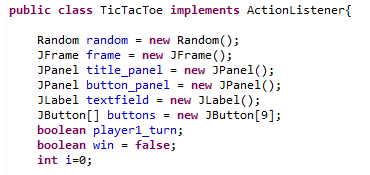 public class TicTacToe implements ActionListener{
Random random = new Random();
JFrame frame = new JFrame();
JPanel title_panel = new JPanel();
JPanel button_panel = new JPanel();
JLabel textfield = new JLabel();
JButton[] buttons = new JButton[9];
boolean player1_turn;
boolean win = false;
int i=0;